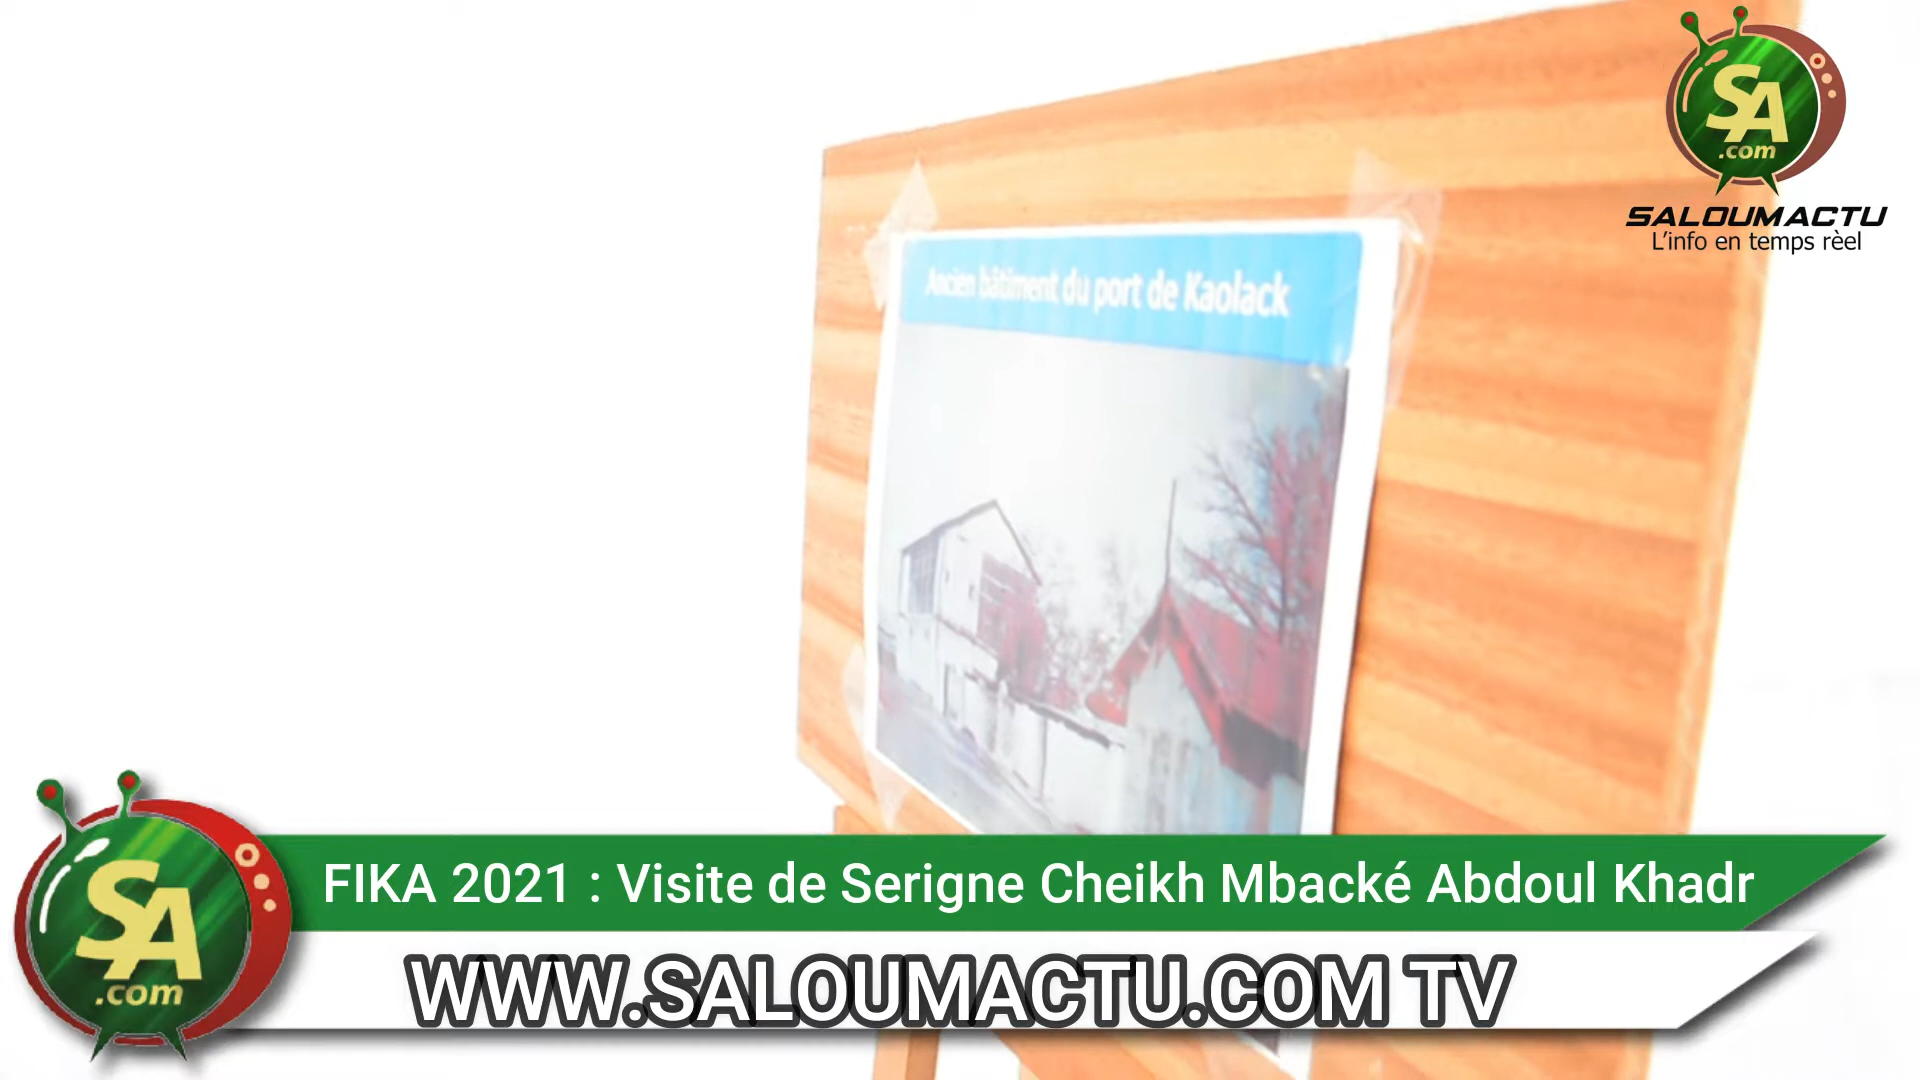 SA
.com
SALOUMACTU
L'info en temps rèel
Ancien bâtiment du port de Kaolack
SA
.com
FIKA 2021 : Visite de Serigne Cheikh Mbacké Abdoul Khadr
WWW.SALOUMACTU.COM TV